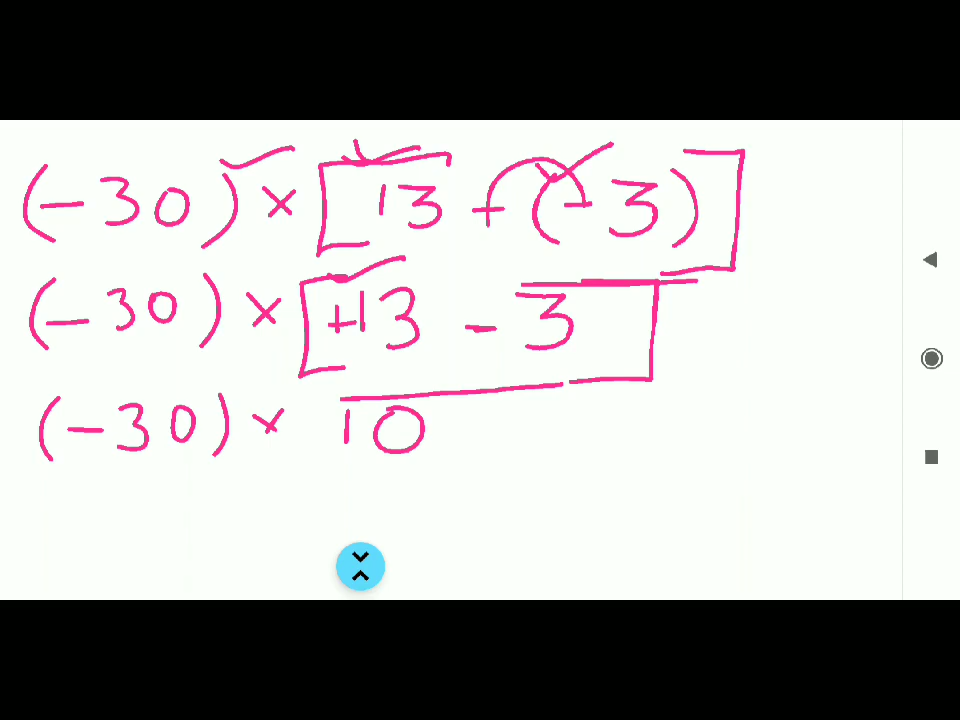 (-30) × [13 + (-3)]
(-30) × [+13 - 3]
(-30) × 10